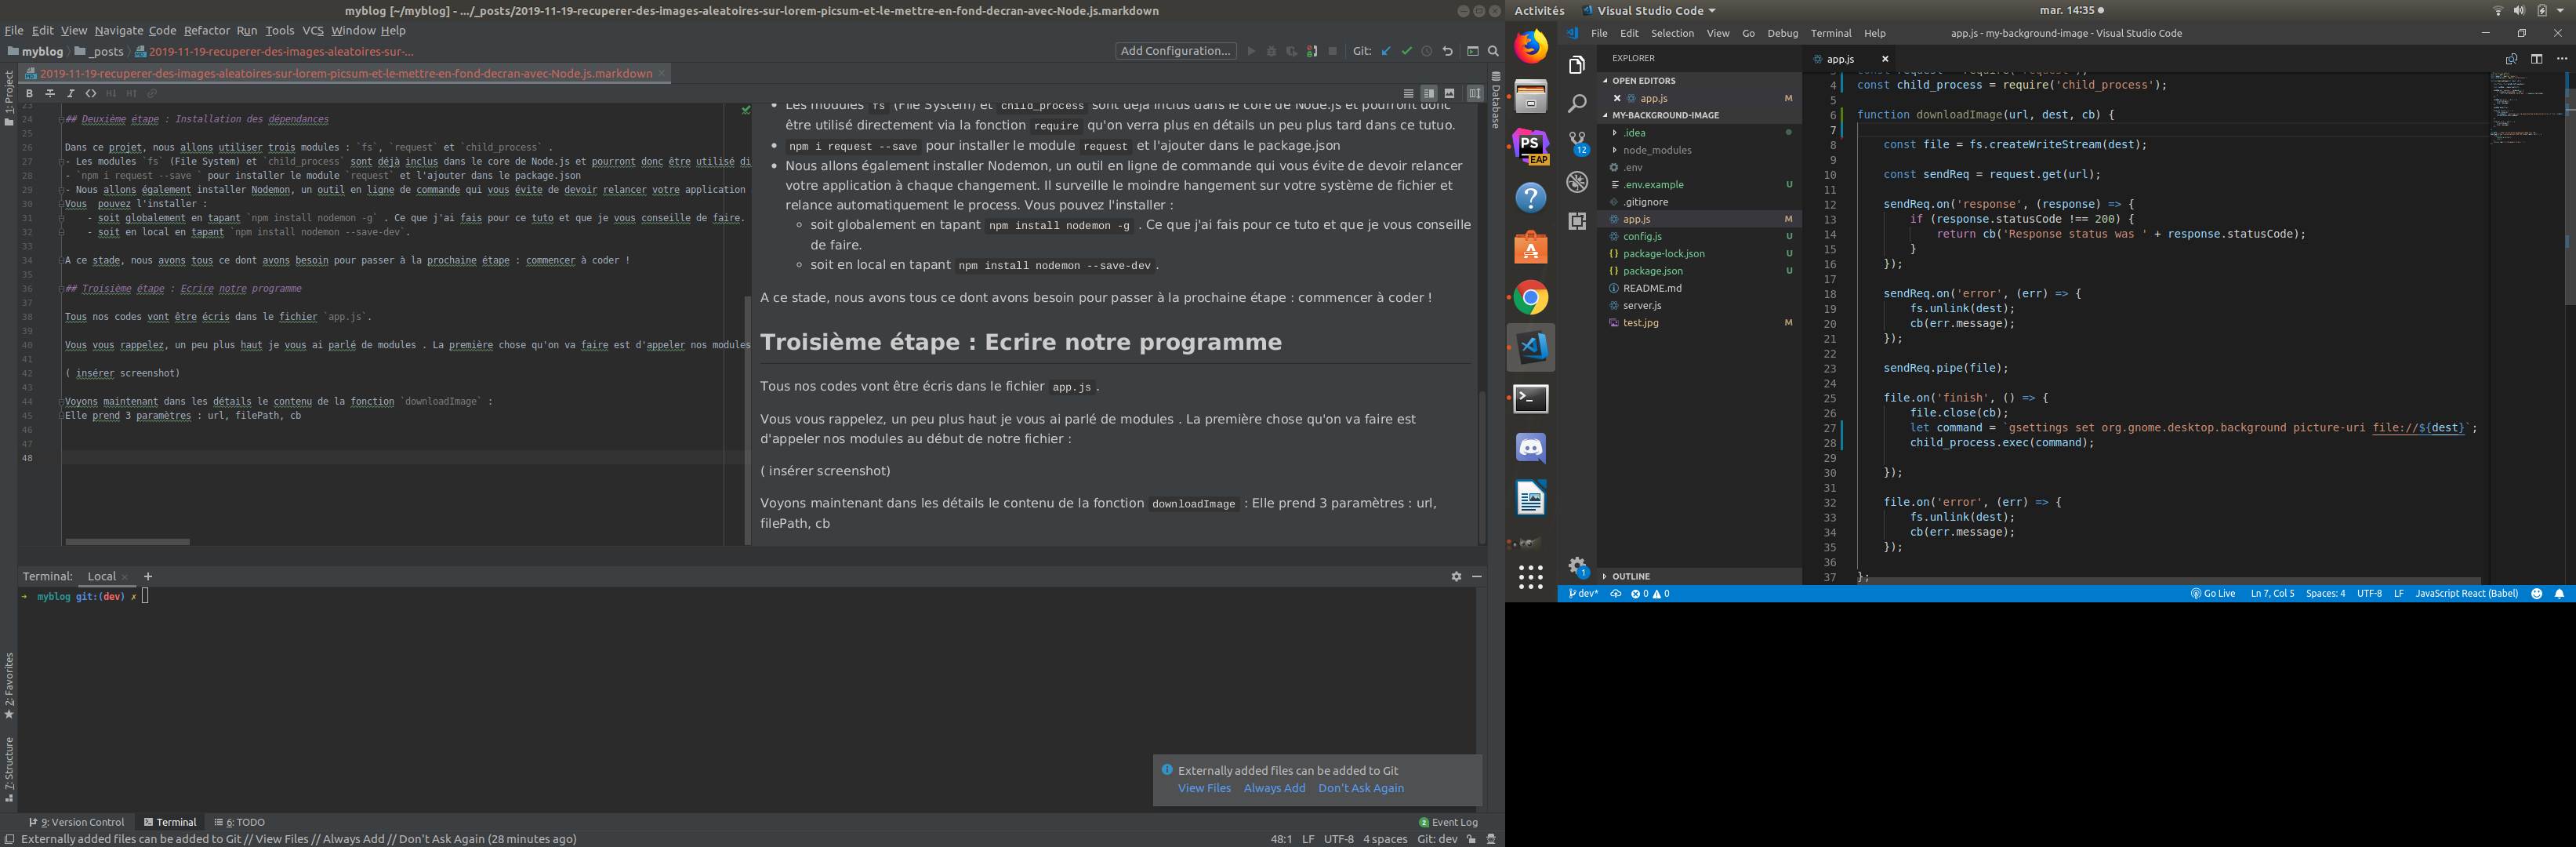 myblog [~/myblog] - .../_posts/2019-11-19-recuperer-des-images-aleatoires-sur-lorem-picsum-et-le-mettre-en-fond-decran-avec-Node.js.markdown
File Edit View Navigate Code Refactor Run Tools VCS Window Help
myblog _posts 2019-11-19-recuperer-des-images-aleatoires-sur-...
Add Configuration... Git:
2019-11-19-recuperer-des-images-aleatoires-sur-lorem-picsum-et-le-mettre-en-fond-decran-avec-Node.js.markdown
1: Project
B I <> H↓ H↑
Database
23
24 ## Deuxième étape : Installation des dépendances
25
26 Dans ce projet, nous allons utiliser trois modules : `fs`, `request` et `child_process` .
27 - Les modules `fs` (File System) et `child_process` sont déjà inclus dans le core de Node.js et pourront donc être utilisé di
28 - `npm i request --save ` pour installer le module `request` et l'ajouter dans le package.json
29 - Nous allons également installer Nodemon, un outil en ligne de commande qui vous évite de devoir relancer votre application
30 Vous pouvez l'installer :
31 - soit globalement en tapant `npm install nodemon -g` . Ce que j'ai fais pour ce tuto et que je vous conseille de faire.
32 - soit en local en tapant `npm install nodemon --save-dev`.
33
34 A ce stade, nous avons tous ce dont avons besoin pour passer à la prochaine étape : commencer à coder !
35
36 ## Troisième étape : Ecrire notre programme
37
38 Tous nos codes vont être écris dans le fichier `app.js`.
39
40 Vous vous rappelez, un peu plus haut je vous ai parlé de modules . La première chose qu'on va faire est d'appeler nos modules
41
42 ( insérer screenshot)
43
44 Voyons maintenant dans les détails le contenu de la fonction `downloadImage` :
45 Elle prend 3 paramètres : url, filePath, cb
46
47
48
Les modules fs (File System) et child_process sont déjà inclus dans le core de Node.js et pourront donc
être utilisé directement via la fonction require qu'on verra plus en détails un peu plus tard dans ce tutuo.
npm i request --save pour installer le module request et l'ajouter dans le package.json
Nous allons également installer Nodemon, un outil en ligne de commande qui vous évite de devoir relancer
votre application à chaque changement. Il surveille le moindre hangement sur votre système de fichier et
relance automatiquement le process. Vous pouvez l'installer :
soit globalement en tapant npm install nodemon -g . Ce que j'ai fais pour ce tuto et que je vous conseille
de faire.
soit en local en tapant npm install nodemon --save-dev .
A ce stade, nous avons tous ce dont avons besoin pour passer à la prochaine étape : commencer à coder !
Troisième étape : Ecrire notre programme
Tous nos codes vont être écris dans le fichier app.js .
Vous vous rappelez, un peu plus haut je vous ai parlé de modules . La première chose qu'on va faire est
d'appeler nos modules au début de notre fichier :
( insérer screenshot)
Voyons maintenant dans les détails le contenu de la fonction downloadImage : Elle prend 3 paramètres : url,
filePath, cb
Terminal: Local × +
→ myblog git:(dev) ✗
2: Favorites
7: Structure
Externally added files can be added to Git
View Files Always Add Don't Ask Again
9: Version Control Terminal 6: TODO
2 Event Log
Externally added files can be added to Git // View Files // Always Add // Don't Ask Again (28 minutes ago)
48:1 LF UTF-8 4 spaces Git: dev
Activités Visual Studio Code mar. 14:35
File Edit Selection View Go Debug Terminal Help
app.js - my-background-image - Visual Studio Code
PS
EAP
?
12
1
EXPLORER
OPEN EDITORS
app.js M
MY-BACKGROUND-IMAGE
.idea
node_modules
.env
.env.example U
.gitignore
app.js M
config.js U
package-lock.json U
package.json U
README.md
server.js
test.jpg M
OUTLINE
app.js
3 const request = require('request');
4 const child_process = require('child_process');
5
6 function downloadImage(url, dest, cb) {
7
8 const file = fs.createWriteStream(dest);
9
10 const sendReq = request.get(url);
11
12 sendReq.on('response', (response) => {
13 if (response.statusCode !== 200) {
14 return cb('Response status was ' + response.statusCode);
15 }
16 });
17
18 sendReq.on('error', (err) => {
19 fs.unlink(dest);
20 cb(err.message);
21 });
22
23 sendReq.pipe(file);
24
25 file.on('finish', () => {
26 file.close(cb);
27 let command = `gsettings set org.gnome.desktop.background picture-uri file://${dest}`;
28 child_process.exec(command);
29
30 });
31
32 file.on('error', (err) => {
33 fs.unlink(dest);
34 cb(err.message);
35 });
36
37 };
dev* 0 0
Go Live Ln 7, Col 5 Spaces: 4 UTF-8 LF JavaScript React (Babel)